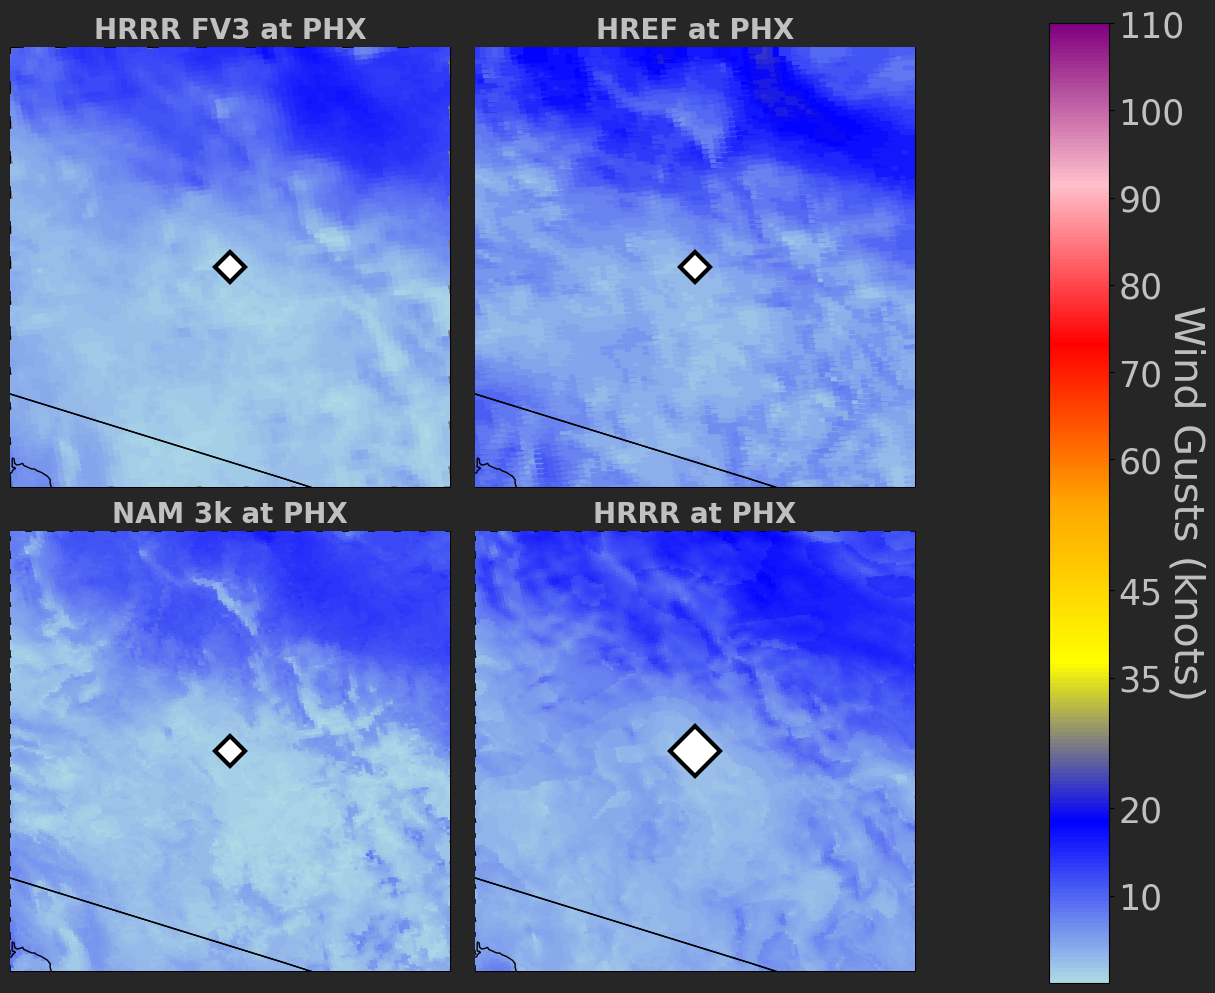 HRRR FV3 at PHX
HREF at PHX
NAM 3k at PHX
HRRR at PHX
110
100
90
80
70
60
45
35
20
10
Wind Gusts (knots)